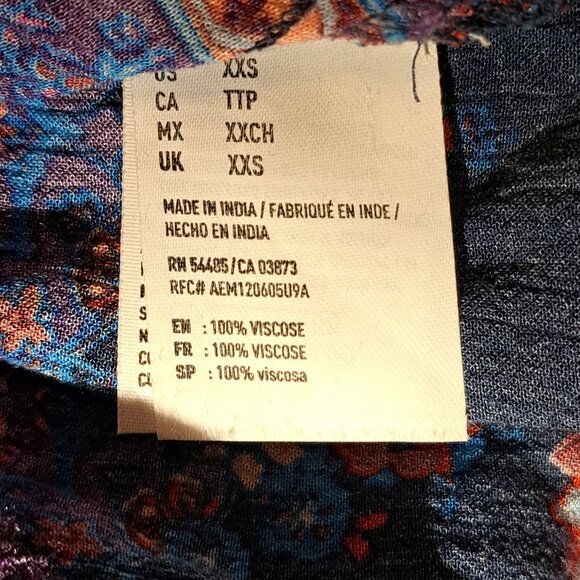 US XXS
CA TTP
MX XXCH
UK XXS
MADE IN INDIA / FABRIQUÉ EN INDE /
HECHO EN INDIA
RN 54485/CA 03873
RFC# AEM120605U9A
EN : 100% VISCOSE
FR : 100% VISCOSE
SP : 100% viscosa